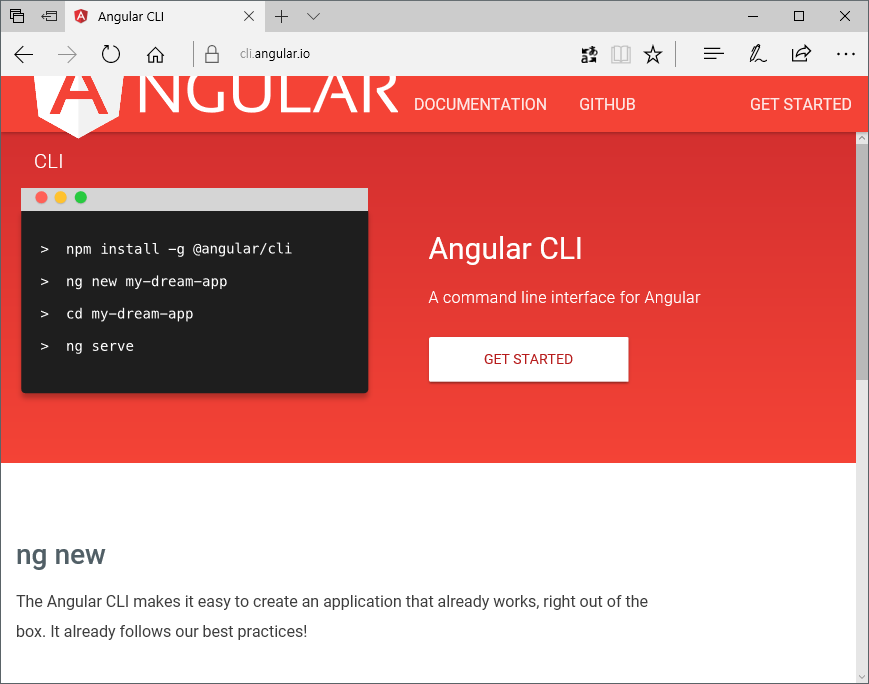 Angular CLI
cli.angular.io
ANGULAR
DOCUMENTATION
GITHUB
GET STARTED
CLI
> npm install -g @angular/cli
> ng new my-dream-app
> cd my-dream-app
> ng serve
Angular CLI
A command line interface for Angular
GET STARTED
ng new
The Angular CLI makes it easy to create an application that already works, right out of the
box. It already follows our best practices!